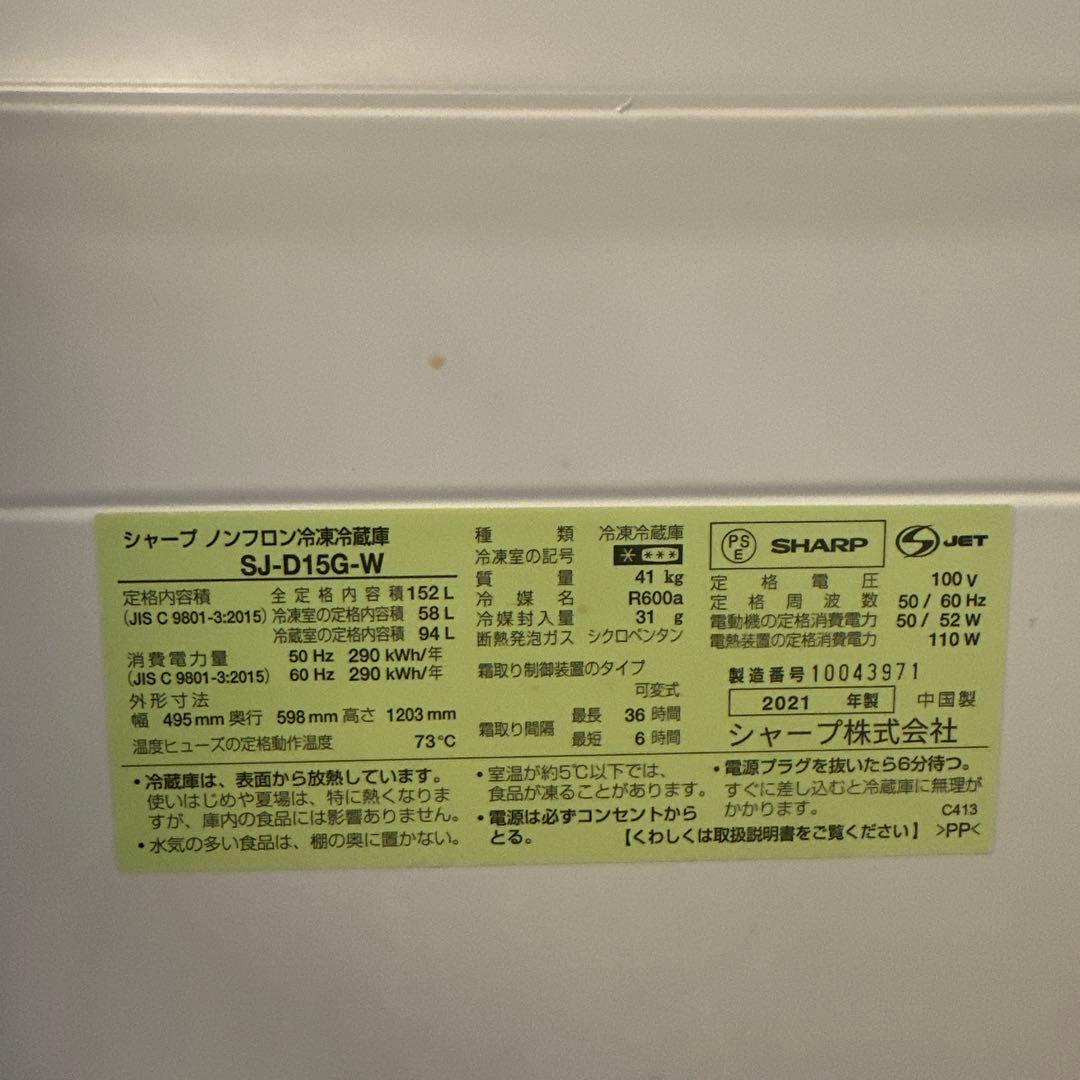 シャープ ノンフロン冷凍冷蔵庫
SJ-D15G-W
定格内容積 全定格内容積 152 L
(JIS C 9801-3:2015) 冷凍室の定格内容積 58 L
冷蔵室の定格内容積 94 L
消費電力量 50 Hz 290 kWh/年
(JIS C 9801-3:2015) 60 Hz 290 kWh/年
外形寸法
幅 495 mm 奥行 598 mm 高さ 1203 mm
温度ヒューズの定格動作温度 73℃
種類 冷凍冷蔵庫
冷凍室の記号 * ***
質量 41 kg
冷媒名 R600a
冷媒封入量 31 g
断熱発泡ガス シクロペンタン
霜取り制御装置のタイプ
可変式
霜取り間隔 最長 36 時間
最短 6 時間
PSE SHARP
S JET
定格電圧 100 V
定格周波数 50 / 60 Hz
電動機の定格消費電力 50 / 52 W
電熱装置の定格消費電力 110 W
製造番号 10043971
2021 年製 中国製
シャープ株式会社
・冷蔵庫は、表面から放熱しています。
使いはじめや夏場は、特に熱くなりま
すが、庫内の食品には影響ありません。
・水気の多い食品は、棚の奥に置かない。
・室温が約5℃以下では、
食品が凍ることがあります。
・電源は必ずコンセントから
とる。
・電源プラグを抜いたら6分待つ。
すぐに差し込むと冷蔵庫に無理が
かかります。
C413
【くわしくは取扱説明書をご覧ください】 >PP<